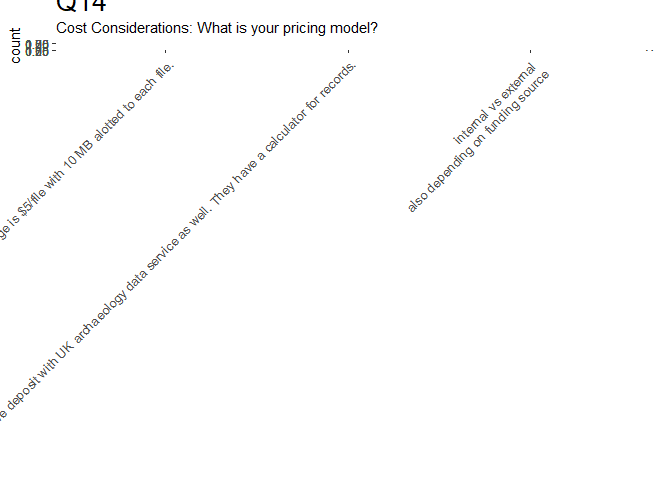 Q14
Cost Considerations: What is your pricing model?
count
is $5/file with 10 MB alotted to each file.
deposit with UK archaeology data service as well. They have a calculator for records.
internal vs external
also depending on funding source